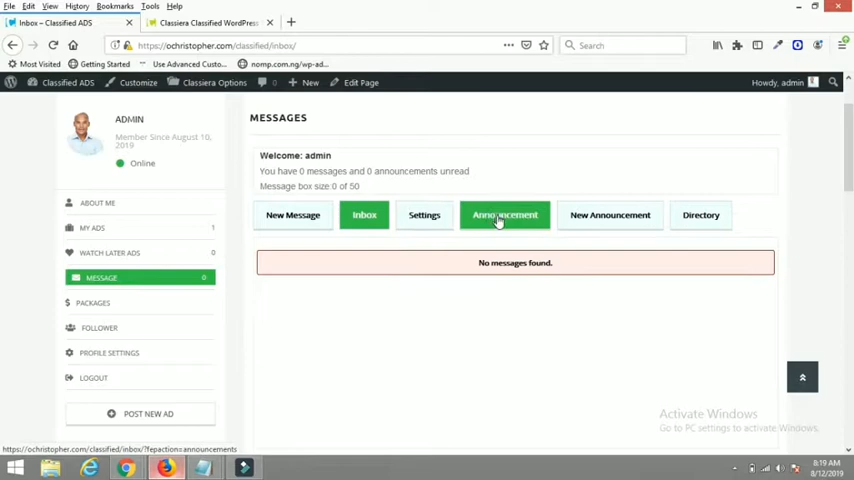 File Edit View History Bookmarks Tools Help
Inbox – Classified ADS
Classiera Classified WordPress
https://ochristopher.com/classified/inbox/
Search
Most Visited
Getting Started
Use Advanced Custo...
nomp.com.ng/wp-ad...
Classified ADS
Customize
Classiera Options
0
New
Edit Page
Howdy, admin
ADMIN
Member Since August 10,
2019
Online
ABOUT ME
MY ADS 1
WATCH LATER ADS 0
MESSAGE 0
PACKAGES
FOLLOWER
PROFILE SETTINGS
LOGOUT
POST NEW AD
MESSAGES
Welcome: admin
You have 0 messages and 0 announcements unread
Message box size:0 of 50
New Message
Inbox
Settings
Announcement
New Announcement
Directory
No messages found.
Activate Windows
Go to PC settings to activate Windows.
https://ochristopher.com/classified/inbox/?fepaction=announcements
8:19 AM
8/12/2019